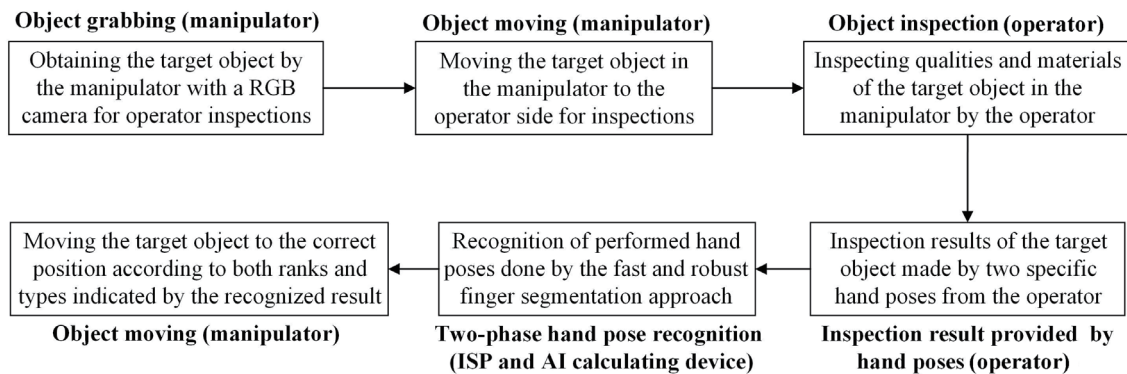 Object grabbing (manipulator)
Obtaining the target object by
the manipulator with a RGB
camera for operator inspections
Object moving (manipulator)
Moving the target object in
the manipulator to the
operator side for inspections
Object inspection (operator)
Inspecting qualities and materials
of the target object in the
manipulator by the operator
Inspection results of the target
object made by two specific
hand poses from the operator
Inspection result provided by
hand poses (operator)
Recognition of performed hand
poses done by the fast and robust
finger segmentation approach
Two-phase hand pose recognition
(ISP and AI calculating device)
Moving the target object to the correct
position according to both ranks and
types indicated by the recognized result
Object moving (manipulator)